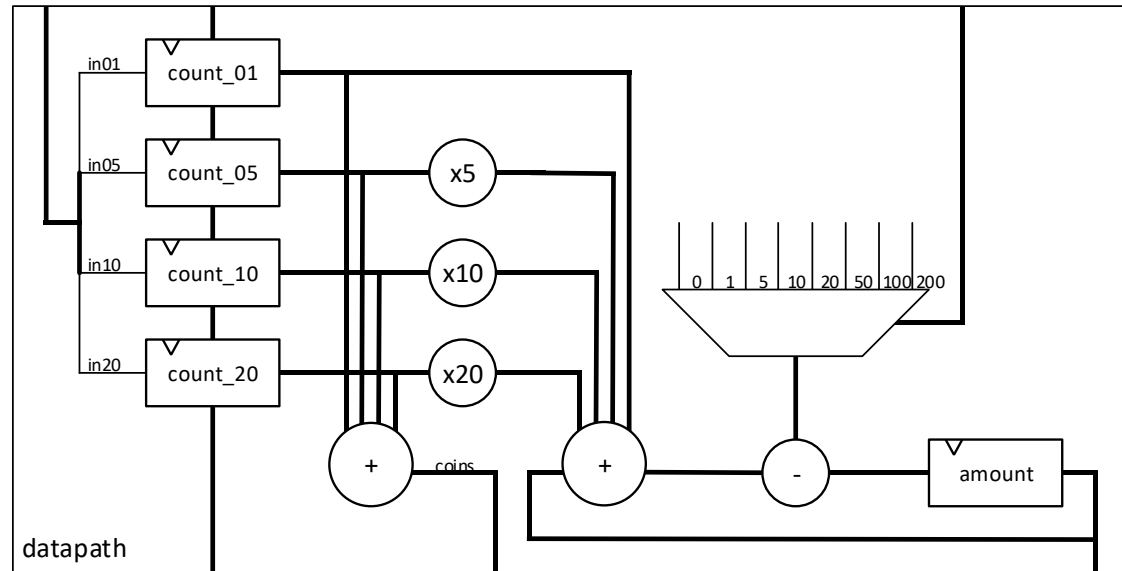 in01
count_01
in05
count_05
x5
in10
count_10
x10
0 1 5 10 20 50 100 200
in20
count_20
x20
+
coins
+
-
amount
datapath